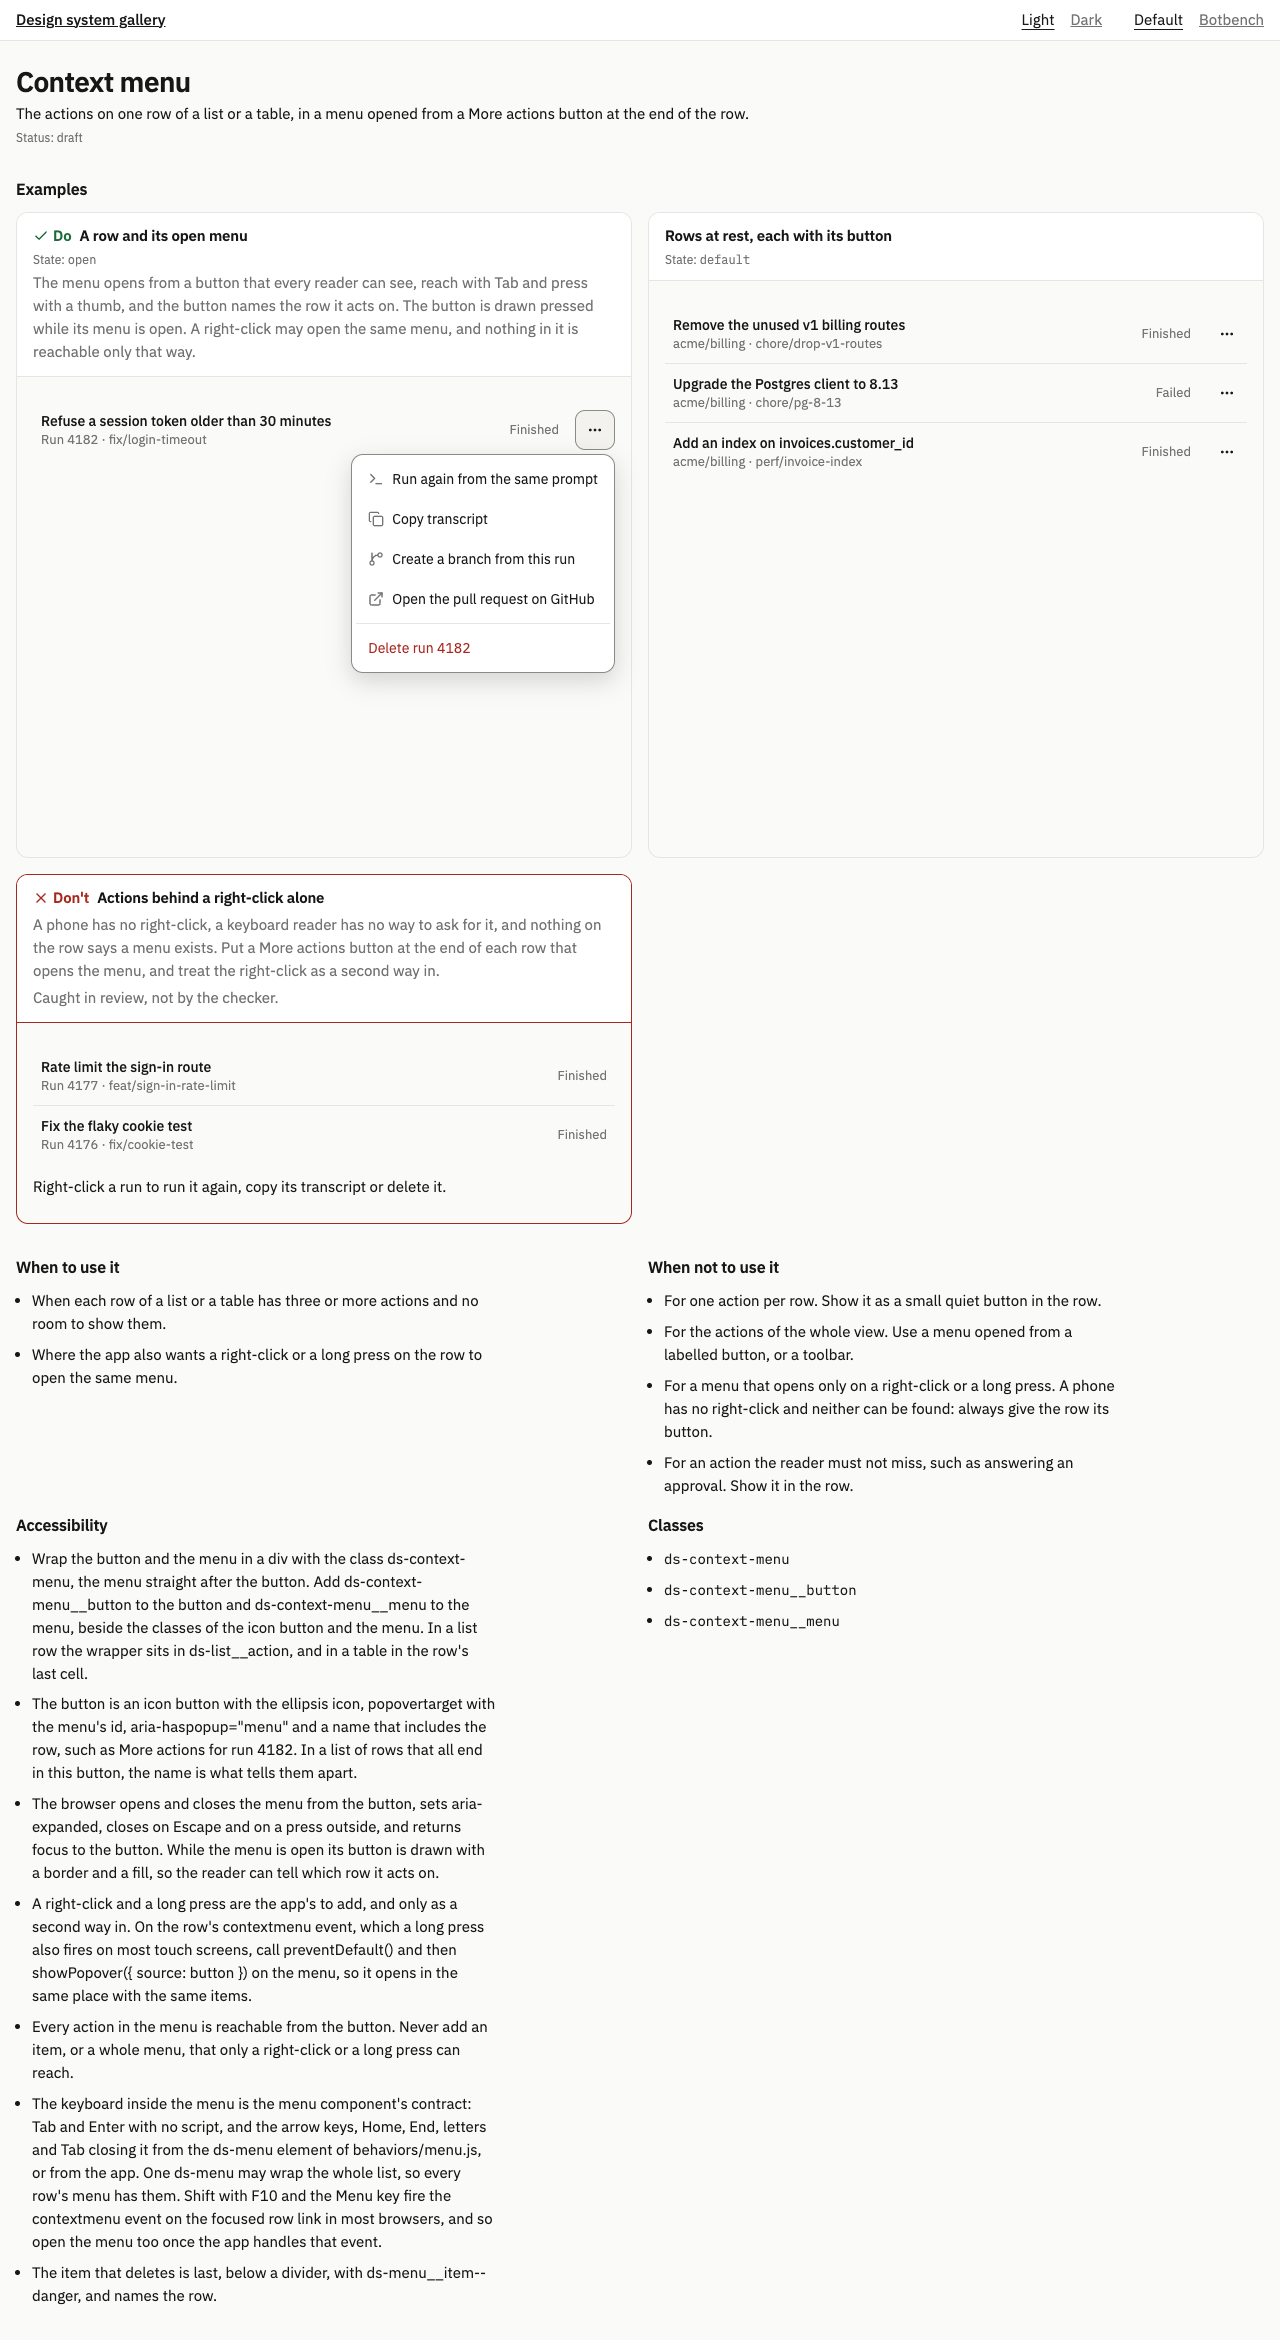 Design system gallery
Light Dark Default Botbench
Context menu
The actions on one row of a list or a table, in a menu opened from a More actions button at the end of the row.
Status: draft
Examples
Do A row and its open menu
State: open
The menu opens from a button that every reader can see, reach with Tab and press
with a thumb, and the button names the row it acts on. The button is drawn pressed
while its menu is open. A right-click may open the same menu, and nothing in it is
reachable only that way.
Refuse a session token older than 30 minutes
Run 4182 · fix/login-timeout
Finished
Run again from the same prompt
Copy transcript
Create a branch from this run
Open the pull request on GitHub
Delete run 4182
Rows at rest, each with its button
State: default
Remove the unused v1 billing routes
acme/billing · chore/drop-v1-routes
Finished
Upgrade the Postgres client to 8.13
acme/billing · chore/pg-8-13
Failed
Add an index on invoices.customer_id
acme/billing · perf/invoice-index
Finished
Don't Actions behind a right-click alone
A phone has no right-click, a keyboard reader has no way to ask for it, and nothing on
the row says a menu exists. Put a More actions button at the end of each row that
opens the menu, and treat the right-click as a second way in.
Caught in review, not by the checker.
Rate limit the sign-in route
Run 4177 · feat/sign-in-rate-limit
Finished
Fix the flaky cookie test
Run 4176 · fix/cookie-test
Finished
Right-click a run to run it again, copy its transcript or delete it.
When to use it
When each row of a list or a table has three or more actions and no
room to show them.
Where the app also wants a right-click or a long press on the row to
open the same menu.
When not to use it
For one action per row. Show it as a small quiet button in the row.
For the actions of the whole view. Use a menu opened from a
labelled button, or a toolbar.
For a menu that opens only on a right-click or a long press. A phone
has no right-click and neither can be found: always give the row its
button.
For an action the reader must not miss, such as answering an
approval. Show it in the row.
Accessibility
Wrap the button and the menu in a div with the class ds-context-
menu, the menu straight after the button. Add ds-context-
menu__button to the button and ds-context-menu__menu to the
menu, beside the classes of the icon button and the menu. In a list
row the wrapper sits in ds-list__action, and in a table in the row's
last cell.
The button is an icon button with the ellipsis icon, popovertarget with
the menu's id, aria-haspopup="menu" and a name that includes the
row, such as More actions for run 4182. In a list of rows that all end
in this button, the name is what tells them apart.
The browser opens and closes the menu from the button, sets aria-
expanded, closes on Escape and on a press outside, and returns
focus to the button. While the menu is open its button is drawn with
a border and a fill, so the reader can tell which row it acts on.
A right-click and a long press are the app's to add, and only as a
second way in. On the row's contextmenu event, which a long press
also fires on most touch screens, call preventDefault() and then
showPopover({ source: button }) on the menu, so it opens in the
same place with the same items.
Every action in the menu is reachable from the button. Never add an
item, or a whole menu, that only a right-click or a long press can
reach.
The keyboard inside the menu is the menu component's contract:
Tab and Enter with no script, and the arrow keys, Home, End, letters
and Tab closing it from the ds-menu element of behaviors/menu.js,
or from the app. One ds-menu may wrap the whole list, so every
row's menu has them. Shift with F10 and the Menu key fire the
contextmenu event on the focused row link in most browsers, and so
open the menu too once the app handles that event.
The item that deletes is last, below a divider, with ds-menu__item--
danger, and names the row.
Classes
ds-context-menu
ds-context-menu__button
ds-context-menu__menu